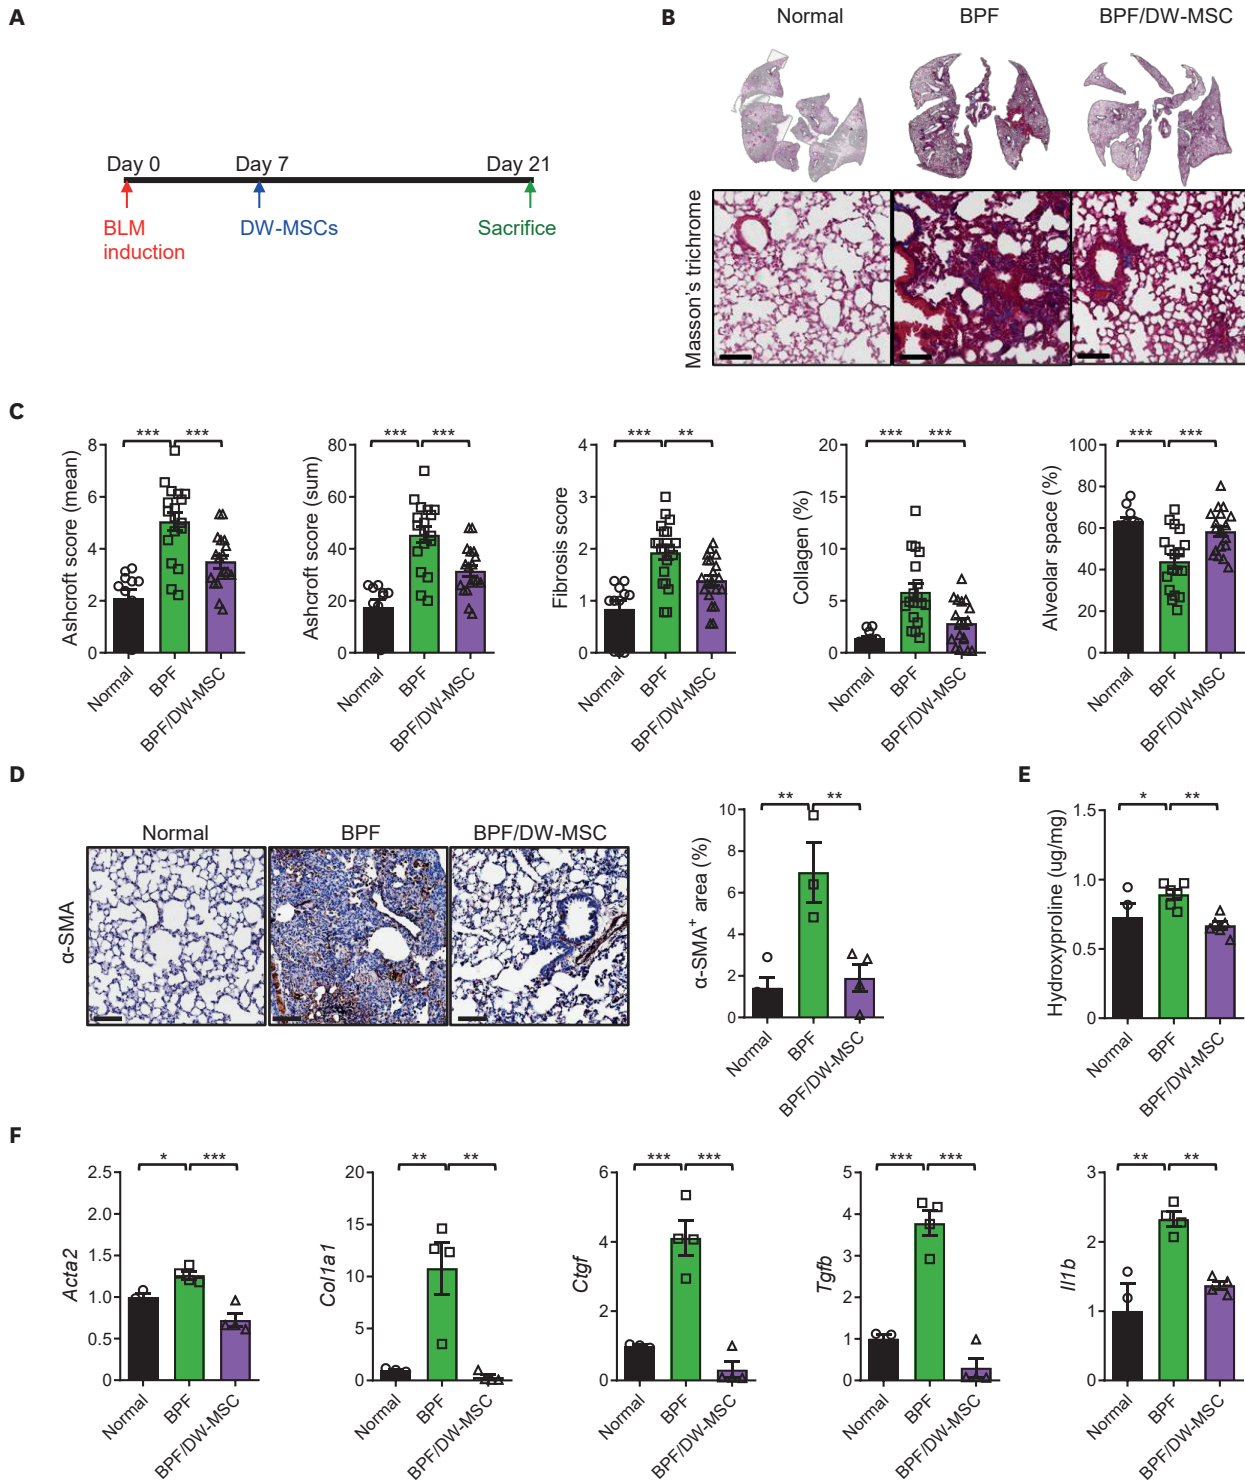 A
Day 0
Day 7
Day 21
BLM
induction
DW-MSCs
Sacrifice
B
Normal
BPF
BPF/DW-MSC
Masson's trichrome
C
Ashcroft score (mean)
8
6
4
2
0
***
***
Normal
BPF
BPF/DW-MSC
Ashcroft score (sum)
80
60
40
20
0
***
***
Normal
BPF
BPF/DW-MSC
Fibrosis score
4
3
2
1
0
***
**
Normal
BPF
BPF/DW-MSC
Collagen (%)
20
15
10
5
0
***
***
Normal
BPF
BPF/DW-MSC
Alveolar space (%)
100
80
60
40
20
0
***
***
Normal
BPF
BPF/DW-MSC
D
Normal
BPF
BPF/DW-MSC
α-SMA
α-SMA⁺ area (%)
10
8
6
4
2
0
**
**
Normal
BPF
BPF/DW-MSC
E
Hydroxyproline (ug/mg)
1.5
1.0
0.5
0
*
**
Normal
BPF
BPF/DW-MSC
F
Acta2
2.5
2.0
1.5
1.0
0.5
0
*
***
Normal
BPF
BPF/DW-MSC
Col1a1
20
15
10
5
0
**
**
Normal
BPF
BPF/DW-MSC
Ctgf
6
4
2
0
***
***
Normal
BPF
BPF/DW-MSC
Tgfb
5
4
3
2
1
0
***
***
Normal
BPF
BPF/DW-MSC
Il1b
3
2
1
0
**
**
Normal
BPF
BPF/DW-MSC